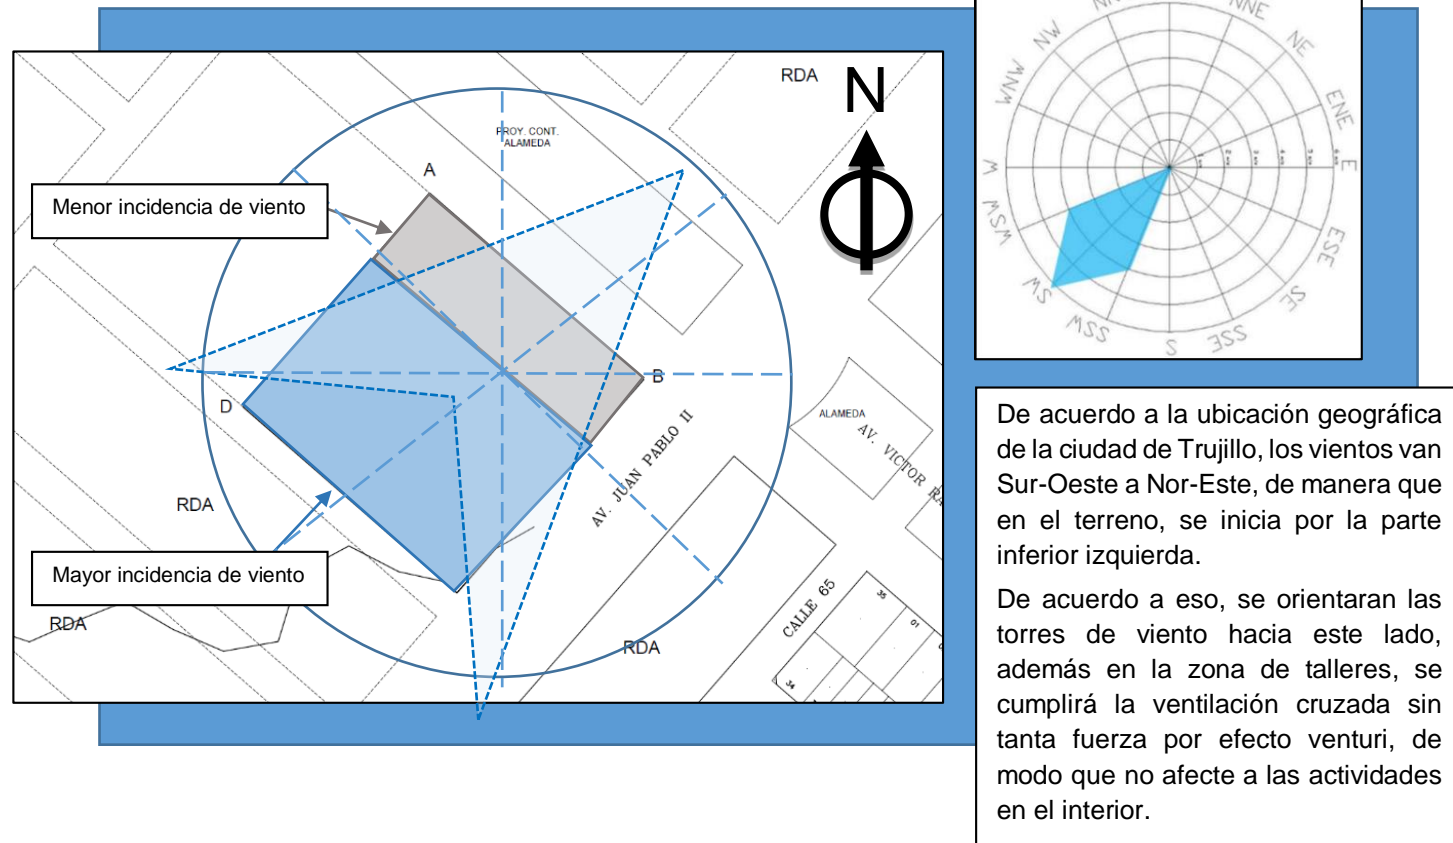 RDA
N
PROY. CONT.
ALAMEDA
A
Menor incidencia de viento
B
D
ALAMEDA
AV. VICTOR RA
AV. JUAN PABLO II
RDA
Mayor incidencia de viento
RDA
CALLE 65
RDA
35
01
34
NNE
NE
ENE
E
ESE
SE
SSE
S
SSW
SW
WSW
W
WNW
NW
De acuerdo a la ubicación geográfica
de la ciudad de Trujillo, los vientos van
Sur-Oeste a Nor-Este, de manera que
en el terreno, se inicia por la parte
inferior izquierda.
De acuerdo a eso, se orientaran las
torres de viento hacia este lado,
además en la zona de talleres, se
cumplirá la ventilación cruzada sin
tanta fuerza por efecto venturi, de
modo que no afecte a las actividades
en el interior.